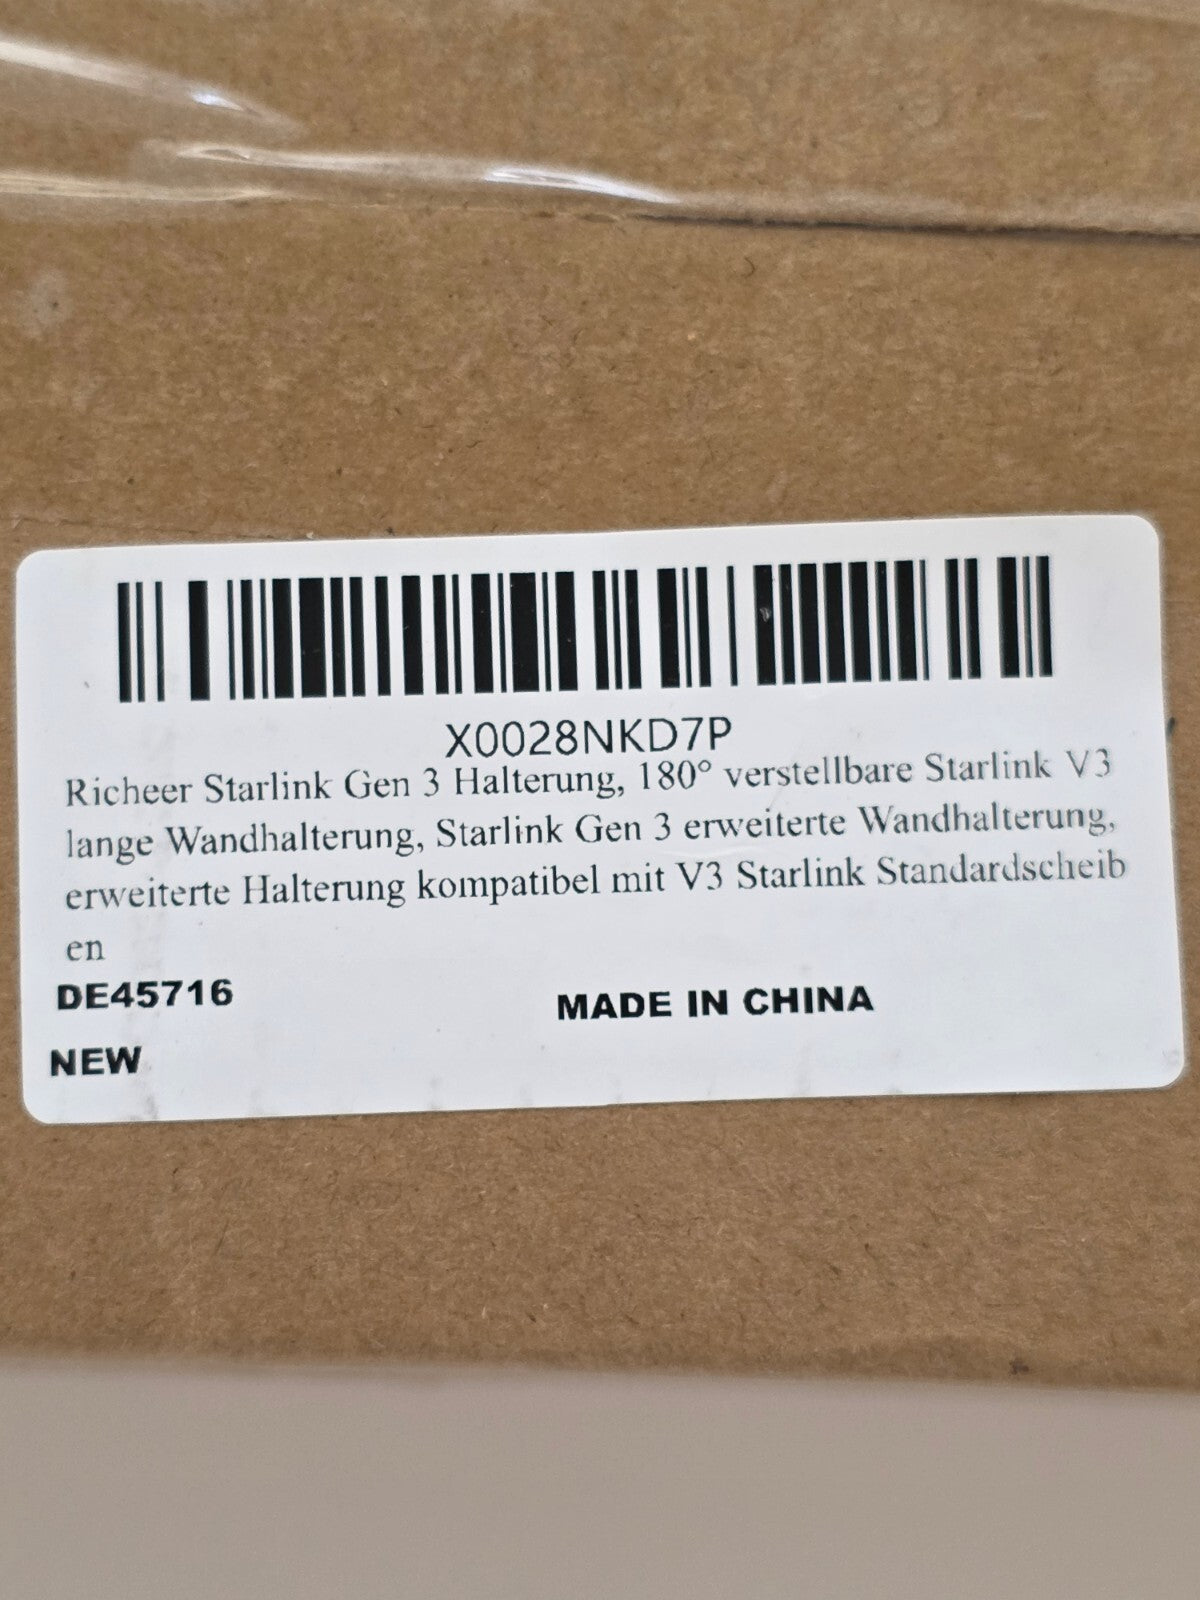 X0028NKD7P
Richeer Starlink Gen 3 Halterung, 180° verstellbare Starlink V3
lange Wandhalterung, Starlink Gen 3 erweiterte Wandhalterung,
erweiterte Halterung kompatibel mit V3 Starlink Standardscheib
en
DE45716
MADE IN CHINA
NEW